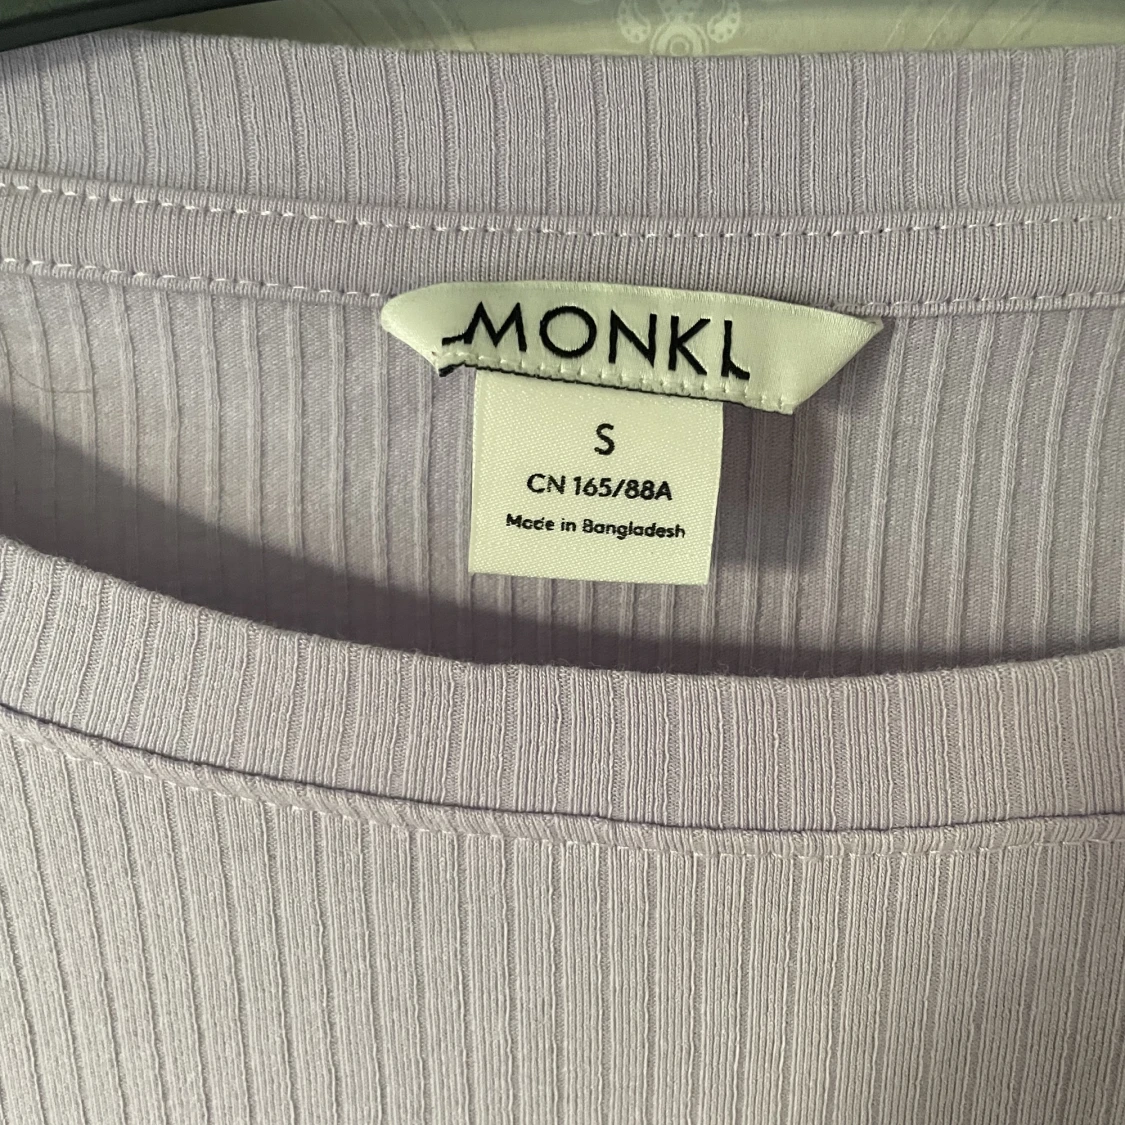 MONKI
S
CN 165/88A
Made in Bangladesh